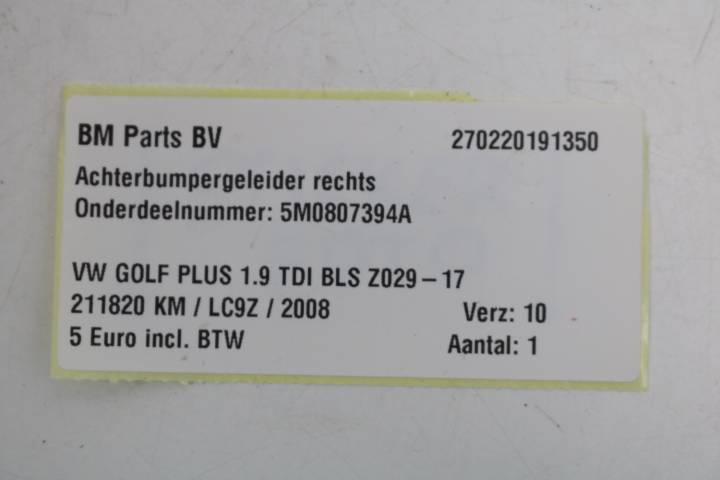 BM Parts BV 270220191350
Achterbumpergeleider rechts
Onderdeelnummer: 5M0807394A
VW GOLF PLUS 1.9 TDI BLS Z029-17
211820 KM / LC9Z / 2008 Verz: 10
5 Euro incl. BTW Aantal: 1